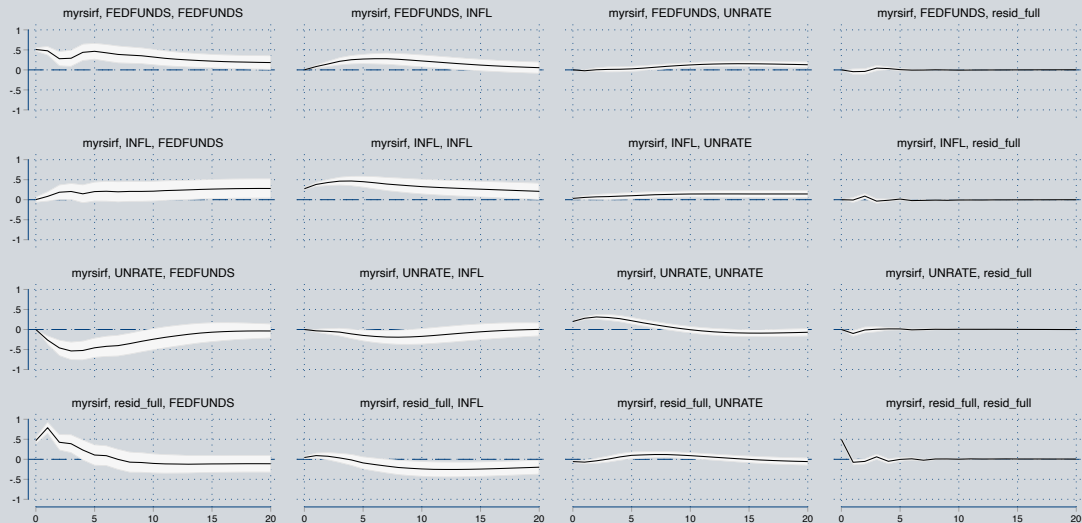 myrsirf, FEDFUNDS, FEDFUNDS
myrsirf, FEDFUNDS, INFL
myrsirf, FEDFUNDS, UNRATE
myrsirf, FEDFUNDS, resid_full
1
.5
0
-.5
-1
myrsirf, INFL, FEDFUNDS
myrsirf, INFL, INFL
myrsirf, INFL, UNRATE
myrsirf, INFL, resid_full
1
.5
0
-.5
-1
myrsirf, UNRATE, FEDFUNDS
myrsirf, UNRATE, INFL
myrsirf, UNRATE, UNRATE
myrsirf, UNRATE, resid_full
1
.5
0
-.5
-1
myrsirf, resid_full, FEDFUNDS
myrsirf, resid_full, INFL
myrsirf, resid_full, UNRATE
myrsirf, resid_full, resid_full
1
.5
0
-.5
-1
0 5 10 15 20
0 5 10 15 20
0 5 10 15 20
0 5 10 15 20